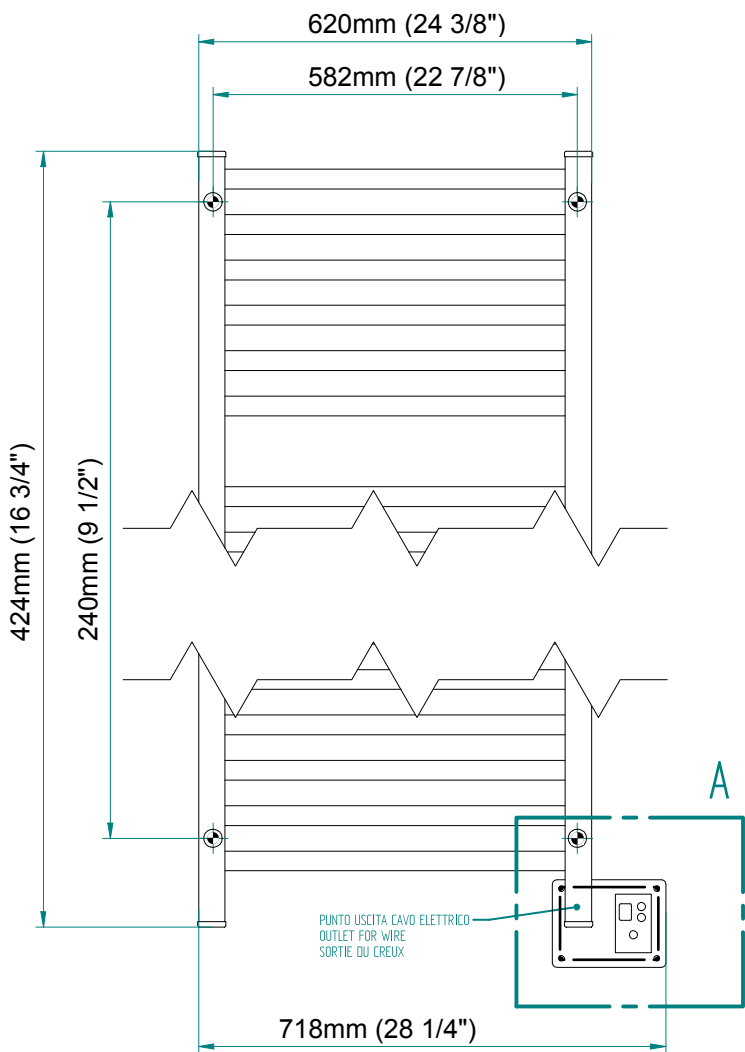 620mm (24 3/8")
582mm (22 7/8")
424mm (16 3/4")
240mm (9 1/2")
A
PUNTO USCITA CAVO ELETTRICO
OUTLET FOR WIRE
SORTIE DU CREUX
718mm (28 1/4")